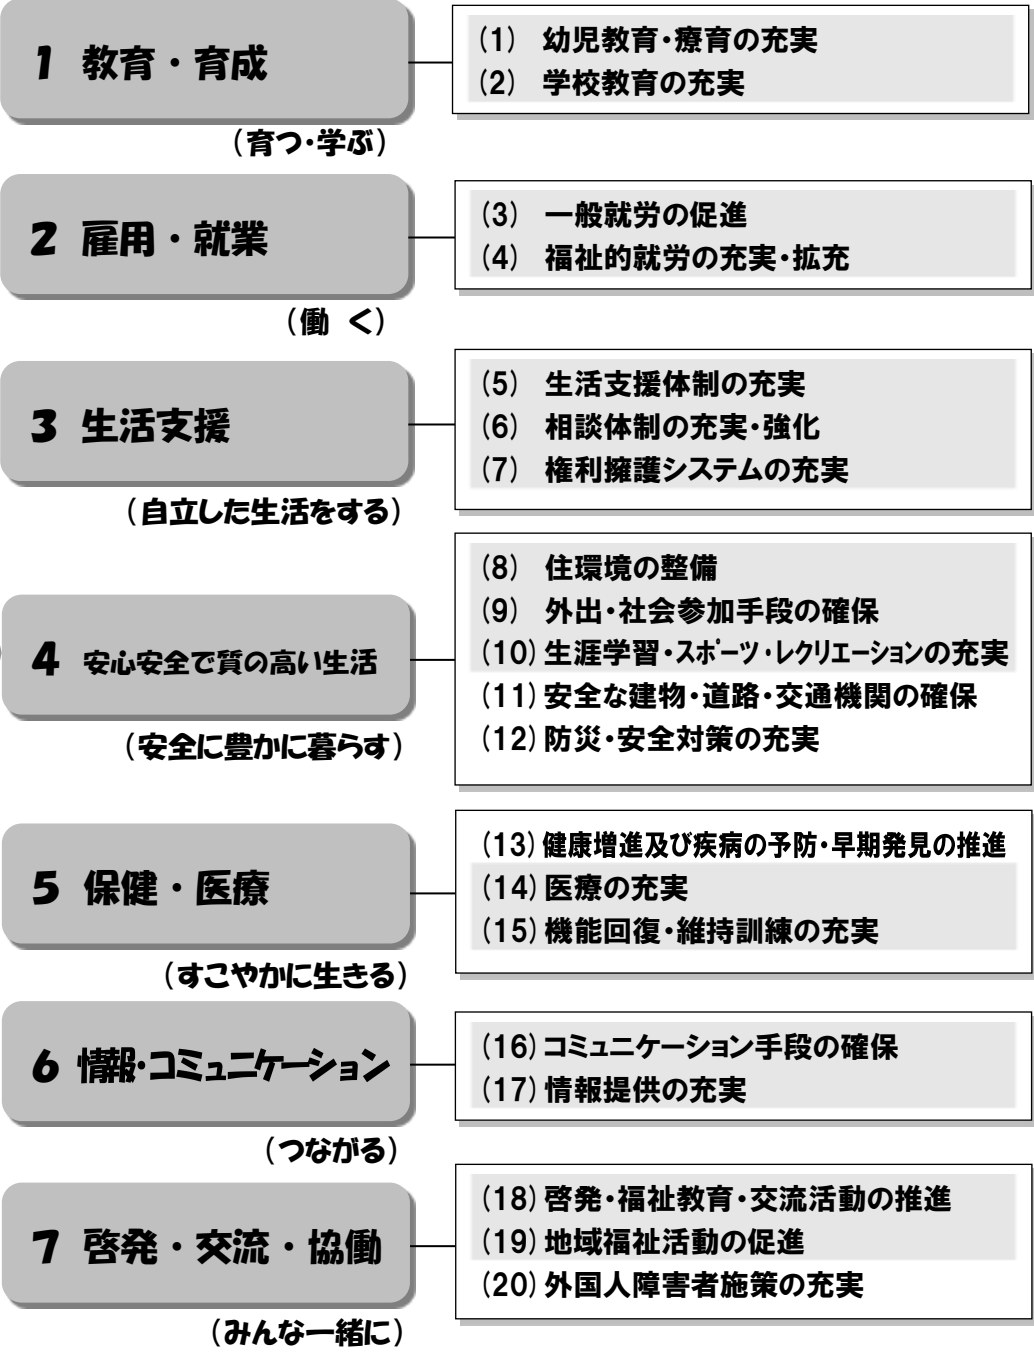 1 教育・育成
(育つ・学ぶ)
(1) 幼児教育・療育の充実
(2) 学校教育の充実
2 雇用・就業
(働 く)
(3) 一般就労の促進
(4) 福祉的就労の充実・拡充
3 生活支援
(自立した生活をする)
(5) 生活支援体制の充実
(6) 相談体制の充実・強化
(7) 権利擁護システムの充実
4 安心安全で質の高い生活
(安全に豊かに暮らす)
(8) 住環境の整備
(9) 外出・社会参加手段の確保
(10) 生涯学習・スポーツ・レクリエーションの充実
(11) 安全な建物・道路・交通機関の確保
(12) 防災・安全対策の充実
5 保健・医療
(すこやかに生きる)
(13) 健康増進及び疾病の予防・早期発見の推進
(14) 医療の充実
(15) 機能回復・維持訓練の充実
6 情報・コミュニケーション
(つながる)
(16) コミュニケーション手段の確保
(17) 情報提供の充実
7 啓発・交流・協働
(みんな一緒に)
(18) 啓発・福祉教育・交流活動の推進
(19) 地域福祉活動の促進
(20) 外国人障害者施策の充実